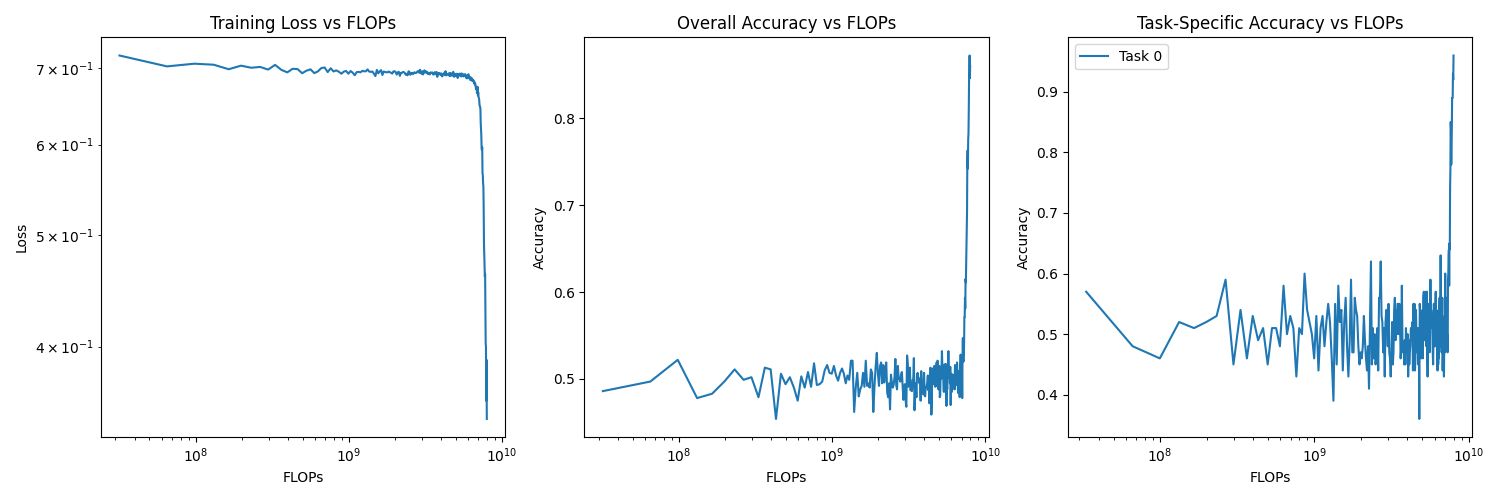 Training Loss vs FLOPs
Overall Accuracy vs FLOPs
Task-Specific Accuracy vs FLOPs
Loss
7 × 10⁻¹
6 × 10⁻¹
5 × 10⁻¹
4 × 10⁻¹
10⁸
10⁹
10¹⁰
FLOPs
Accuracy
0.8
0.7
0.6
0.5
10⁸
10⁹
10¹⁰
FLOPs
Accuracy
Task 0
0.9
0.8
0.7
0.6
0.5
0.4
10⁸
10⁹
10¹⁰
FLOPs